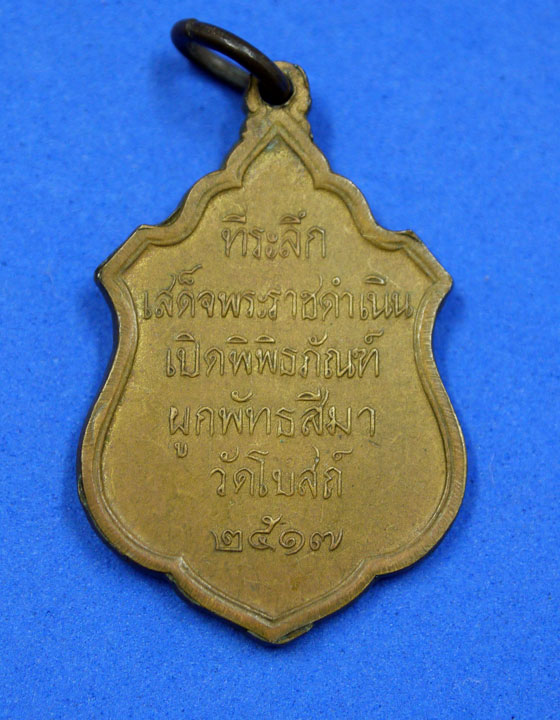 ที่ระลึก
เสด็จพระราชดำเนิน
เปิดพิพิธภัณฑ์
ผูกพัทธสีมา
วัดโบสถ์
๒๕๑๗